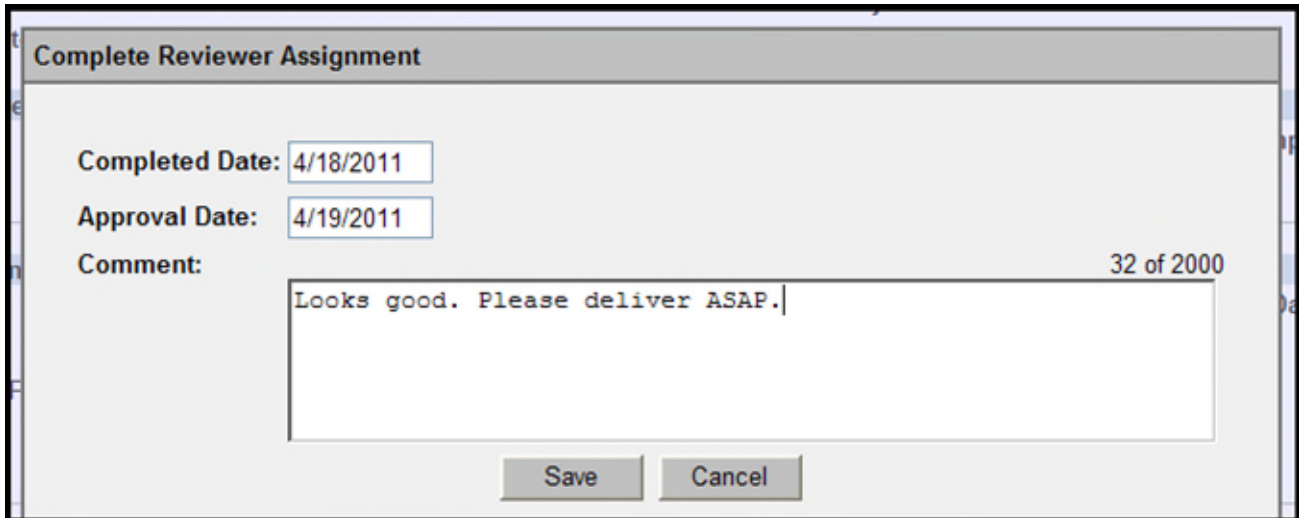 Complete Reviewer Assignment
Completed Date: 4/18/2011
Approval Date: 4/19/2011
Comment: 32 of 2000
Looks good. Please deliver ASAP.
Save Cancel